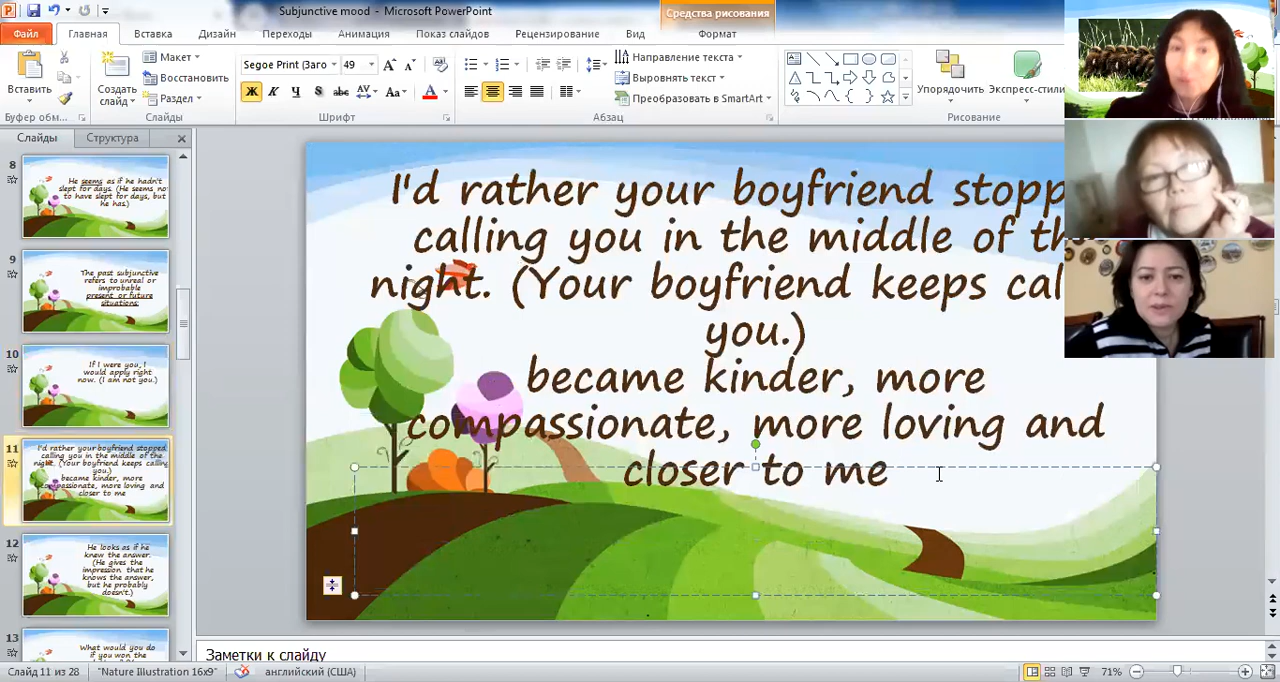 Subjunctive mood - Microsoft PowerPoint
Средства рисования
Файл Главная Вставка Дизайн Переходы Анимация Показ слайдов Рецензирование Вид Формат
Вставить
Создать слайд
Макет
Восстановить
Раздел
Segoe Print (Заго 49
Ж К Ч S abc AV Aa A
Направление текста
Выровнять текст
Преобразовать в SmartArt
Упорядочить Экспресс-стили
Буфер обм... Слайды Шрифт Абзац Рисование
Слайды Структура
8
He seems as if he hadn't
slept for days. (He seems not
to have slept for days, but
he has.)
9
The past subjunctive
refers to unreal or
improbable
present or future
situations:
10
If I were you, I
would apply right
now. (I am not you.)
11
I'd rather your boyfriend stopped
calling you in the middle of the
night. (Your boyfriend keeps calling
you.)
became kinder, more
compassionate, more loving and
closer to me
12
He looks as if he
knew the answer.
(He gives the
impression that he
knows the answer,
but he probably
doesn't.)
13
What would you do
if you won the
I'd rather your boyfriend stopp
calling you in the middle of th
night. (Your boyfriend keeps cal
you.)
became kinder, more
compassionate, more loving and
closer to me
Заметки к слайду
Слайд 11 из 28 "Nature Illustration 16x9" английский (США) 71%